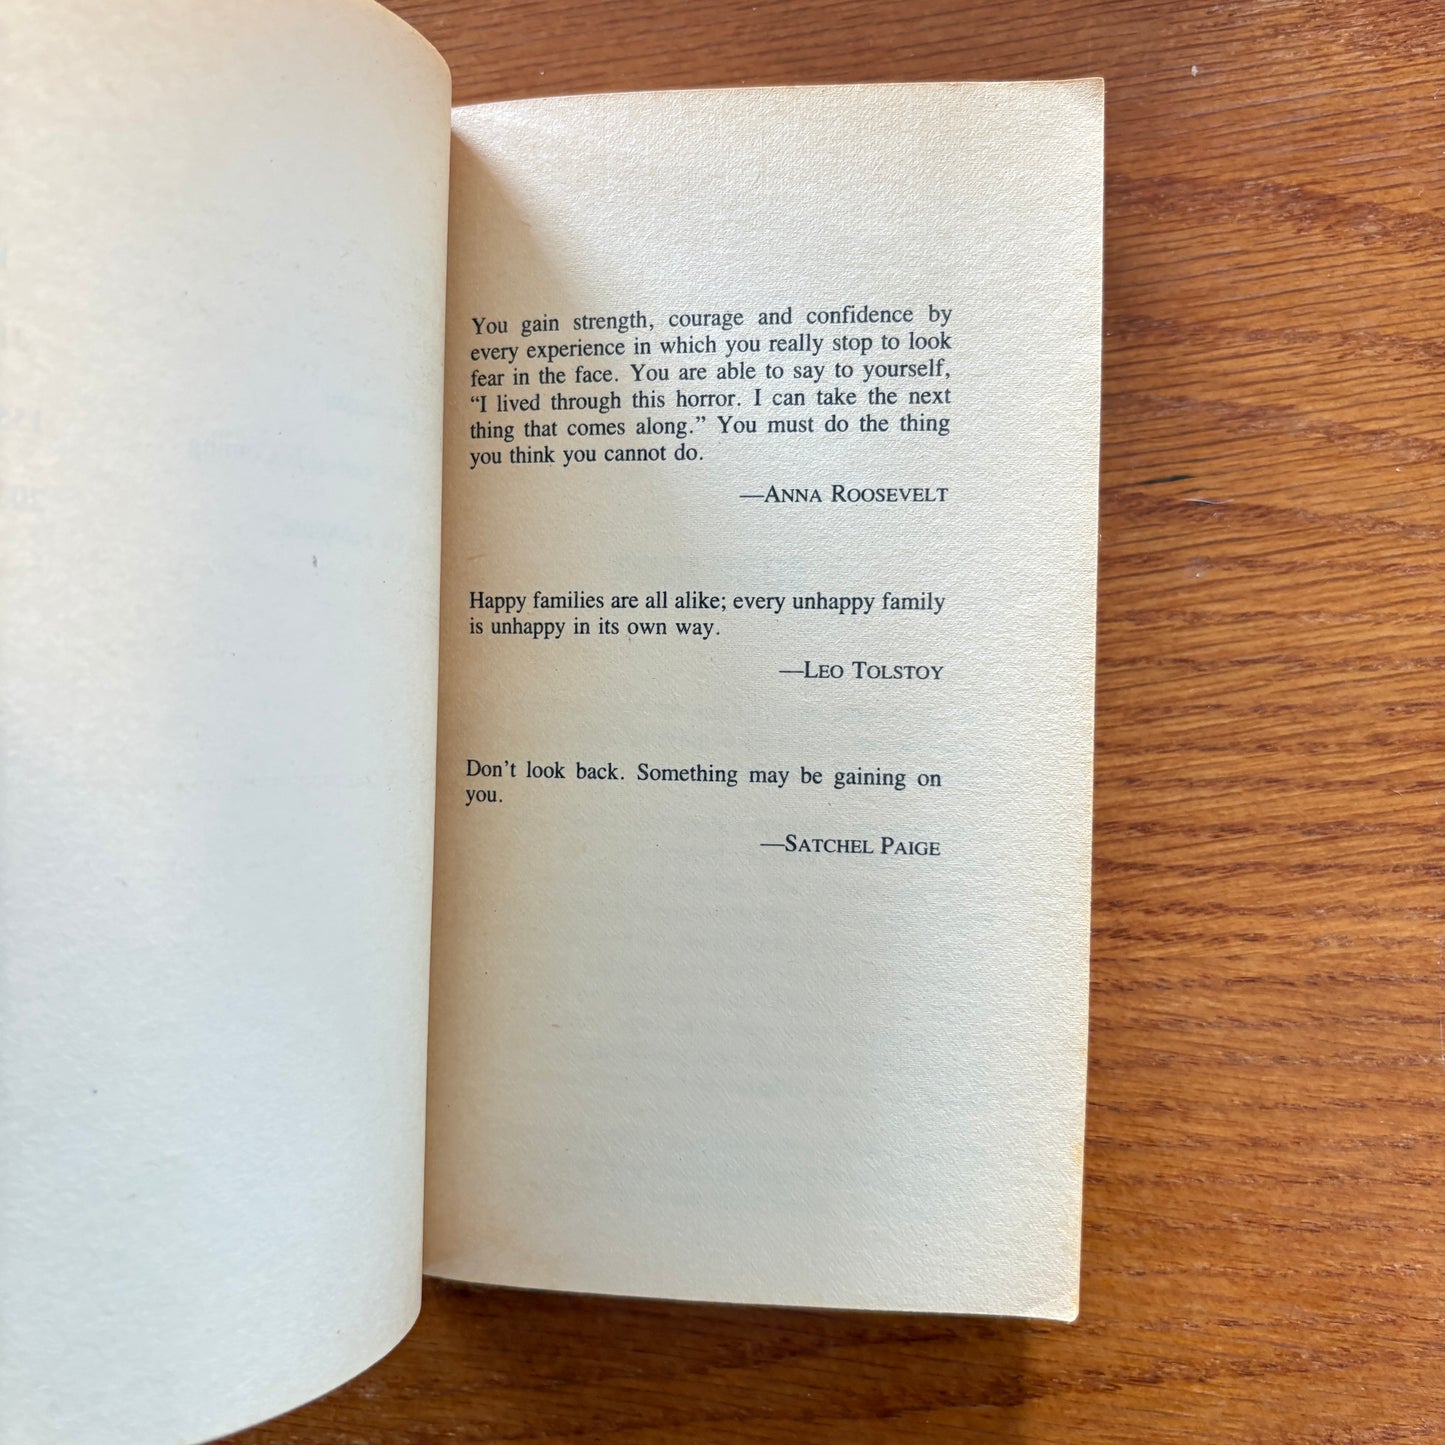 You gain strength, courage and confidence by
every experience in which you really stop to look
fear in the face. You are able to say to yourself,
“I lived through this horror. I can take the next
thing that comes along.” You must do the thing
you think you cannot do.
—ANNA ROOSEVELT
Happy families are all alike; every unhappy family
is unhappy in its own way.
—LEO TOLSTOY
Don't look back. Something may be gaining on
you.
—SATCHEL PAIGE